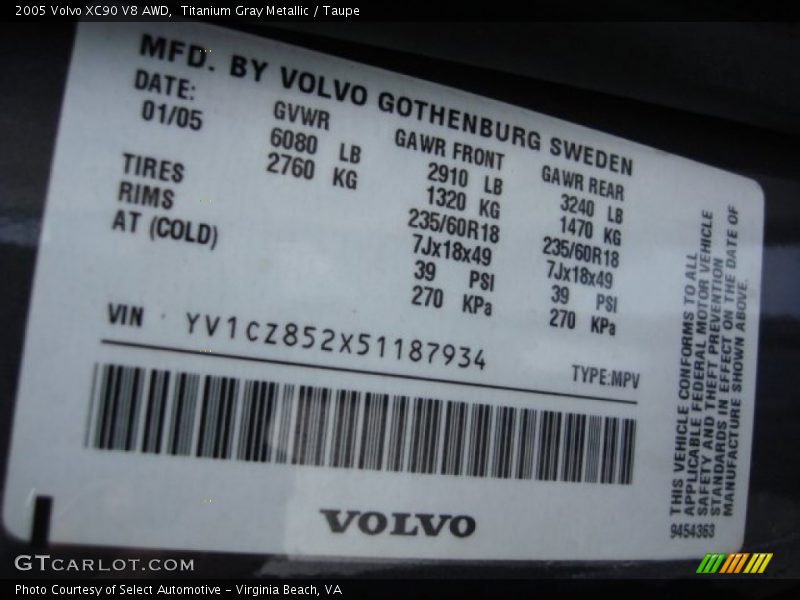 2005 Volvo XC90 V8 AWD, Titanium Gray Metallic / Taupe
MFD. BY VOLVO GOTHENBURG SWEDEN
DATE:
01/05
GVWR
6080 LB
2760 KG
GAWR FRONT
2910 LB
1320 KG
235/60R18
7Jx18x49
39 PSI
270 KPa
GAWR REAR
3240 LB
1470 KG
235/60R18
7Jx18x49
39 PSI
270 KPa
TIRES
RIMS
AT (COLD)
VIN YV1CZ852X51187934
TYPE:MPV
THIS VEHICLE CONFORMS TO ALL
APPLICABLE FEDERAL MOTOR VEHICLE
SAFETY AND THEFT PREVENTION
STANDARDS IN EFFECT ON THE DATE OF
MANUFACTURE SHOWN ABOVE.
9454363
VOLVO
GTCARLOT.COM
Photo Courtesy of Select Automotive - Virginia Beach, VA